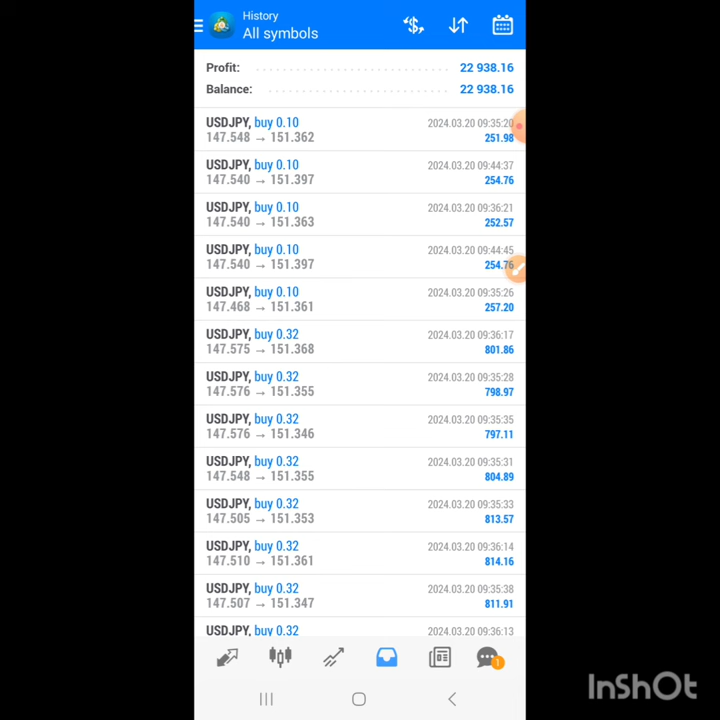 History
All symbols
Profit: 22 938.16
Balance: 22 938.16
USDJPY, buy 0.10 2024.03.20 09:35:20
147.548 → 151.362 251.98
USDJPY, buy 0.10 2024.03.20 09:44:37
147.540 → 151.397 254.76
USDJPY, buy 0.10 2024.03.20 09:36:21
147.540 → 151.363 252.57
USDJPY, buy 0.10 2024.03.20 09:44:45
147.540 → 151.397 254.76
USDJPY, buy 0.10 2024.03.20 09:35:26
147.468 → 151.361 257.20
USDJPY, buy 0.32 2024.03.20 09:36:17
147.575 → 151.368 801.86
USDJPY, buy 0.32 2024.03.20 09:35:28
147.576 → 151.355 798.97
USDJPY, buy 0.32 2024.03.20 09:35:35
147.576 → 151.346 797.11
USDJPY, buy 0.32 2024.03.20 09:35:31
147.548 → 151.355 804.89
USDJPY, buy 0.32 2024.03.20 09:35:33
147.505 → 151.353 813.57
USDJPY, buy 0.32 2024.03.20 09:36:14
147.510 → 151.361 814.16
USDJPY, buy 0.32 2024.03.20 09:35:38
147.507 → 151.347 811.91
USDJPY, buy 0.32 2024.03.20 09:36:13
1
InShOt